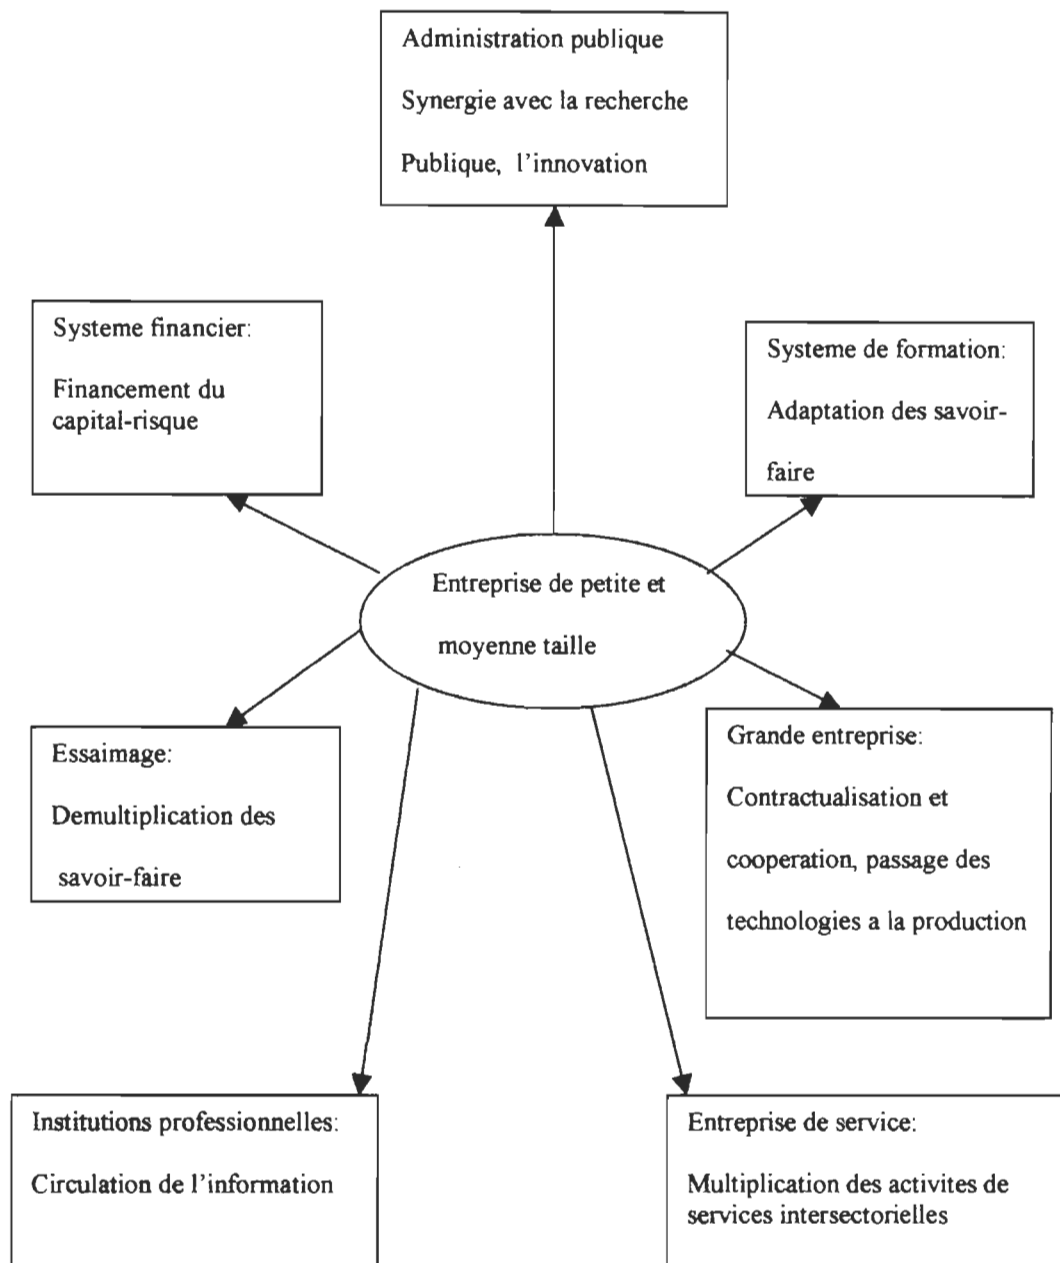 Administration publique
Synergie avec la recherche
Publique, l'innovation
Systeme financier:
Financement du
capital-risque
Systeme de formation:
Adaptation des savoir-
faire
Entreprise de petite et
moyenne taille
Essaimage:
Demultiplication des
savoir-faire
Grande entreprise:
Contractualisation et
cooperation, passage des
technologies a la production
Institutions professionnelles:
Circulation de l'information
Entreprise de service:
Multiplication des activites de
services intersectorielles